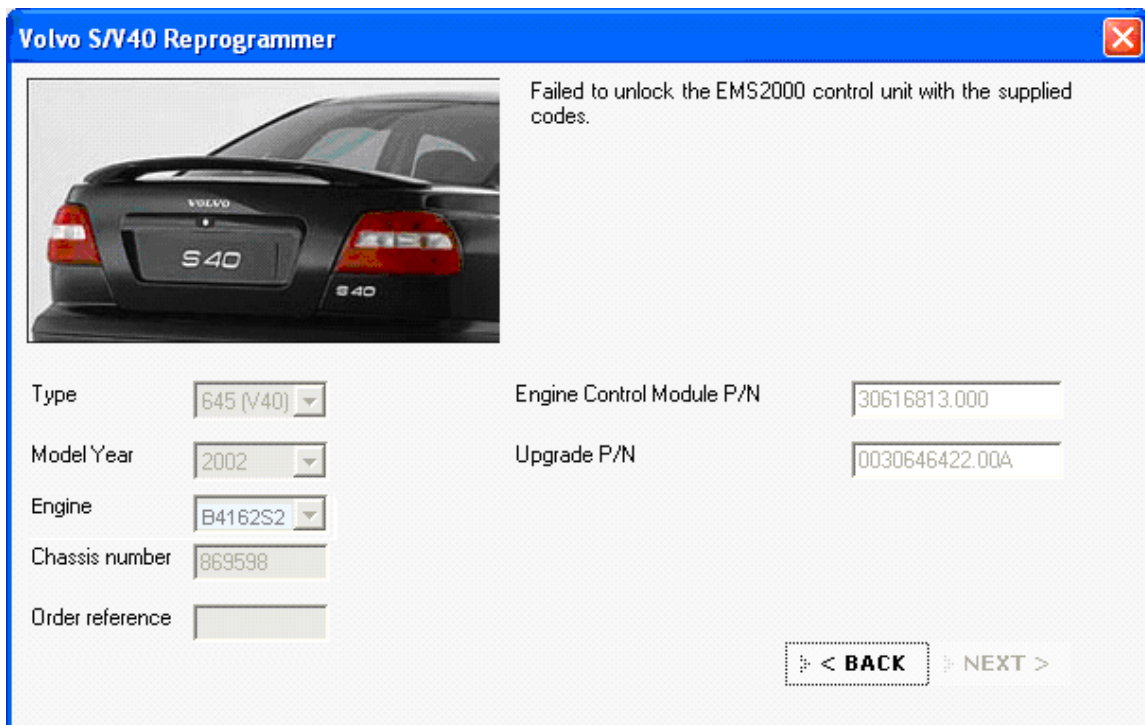 Volvo S/V40 Reprogrammer
Failed to unlock the EMS2000 control unit with the supplied
codes.
VOLVO
S 40
S 40
Type
645 (V40)
Engine Control Module P/N
30616813.000
Model Year
2002
Upgrade P/N
0030646422.00A
Engine
B4162S2
Chassis number
869598
Order reference
< BACK
NEXT >